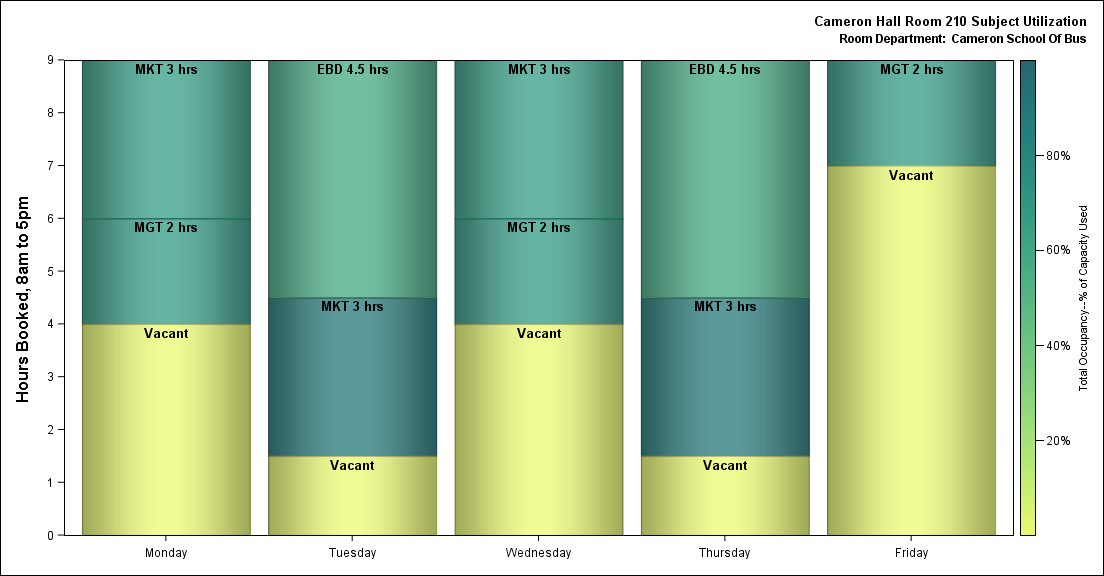 Cameron Hall Room 210 Subject Utilization
Room Department: Cameron School Of Bus
Hours Booked, 8am to 5pm
9
8
7
6
5
4
3
2
1
0
MKT 3 hrs
MGT 2 hrs
Vacant
EBD 4.5 hrs
MKT 3 hrs
Vacant
MKT 3 hrs
MGT 2 hrs
Vacant
EBD 4.5 hrs
MKT 3 hrs
Vacant
MGT 2 hrs
Vacant
Monday
Tuesday
Wednesday
Thursday
Friday
80%
60%
40%
20%
Total Occupancy--% of Capacity Used